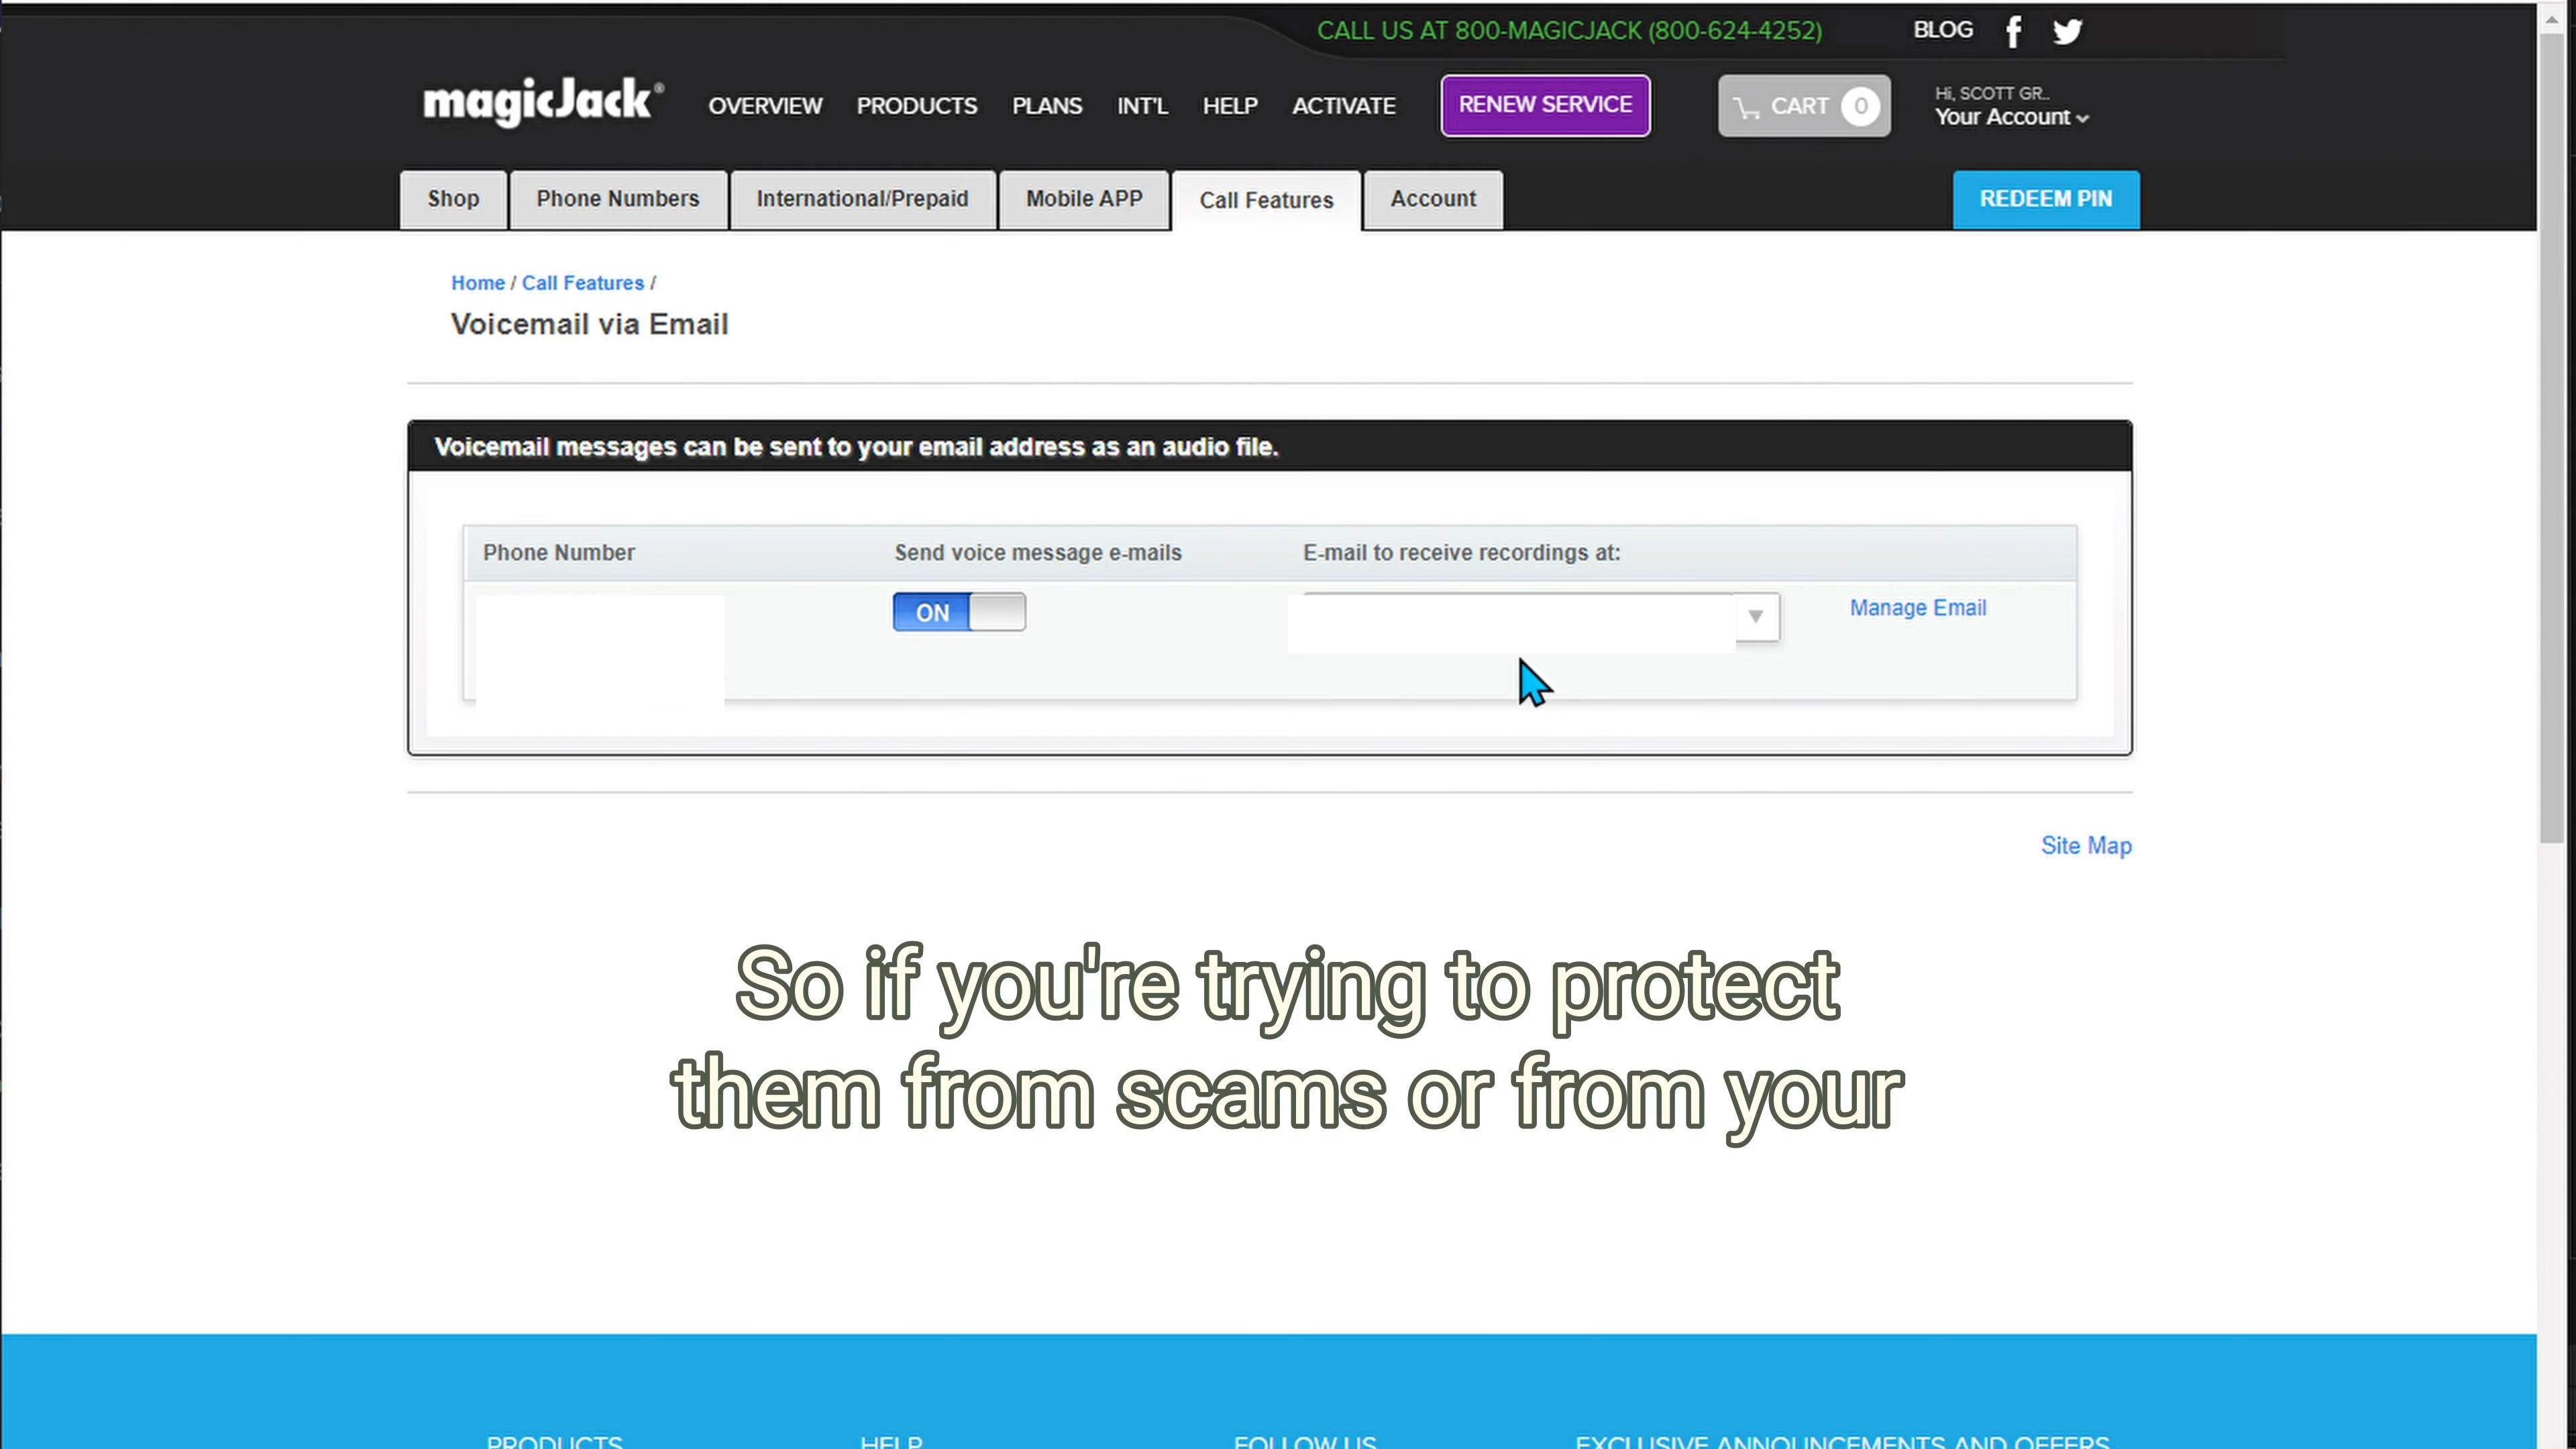 CALL US AT 800-MAGICJACK (800-624-4252) BLOG
magicJack® OVERVIEW PRODUCTS PLANS INT'L HELP ACTIVATE RENEW SERVICE CART 0 Hi, SCOTT GR..
Your Account
Shop Phone Numbers International/Prepaid Mobile APP Call Features Account REDEEM PIN
Home / Call Features /
Voicemail via Email
Voicemail messages can be sent to your email address as an audio file.
Phone Number Send voice message e-mails E-mail to receive recordings at:
ON Manage Email
Site Map
So if you're trying to protect
them from scams or from your
PRODUCTS HELP FOLLOW US EXCLUSIVE ANNOUNCEMENTS AND OFFERS